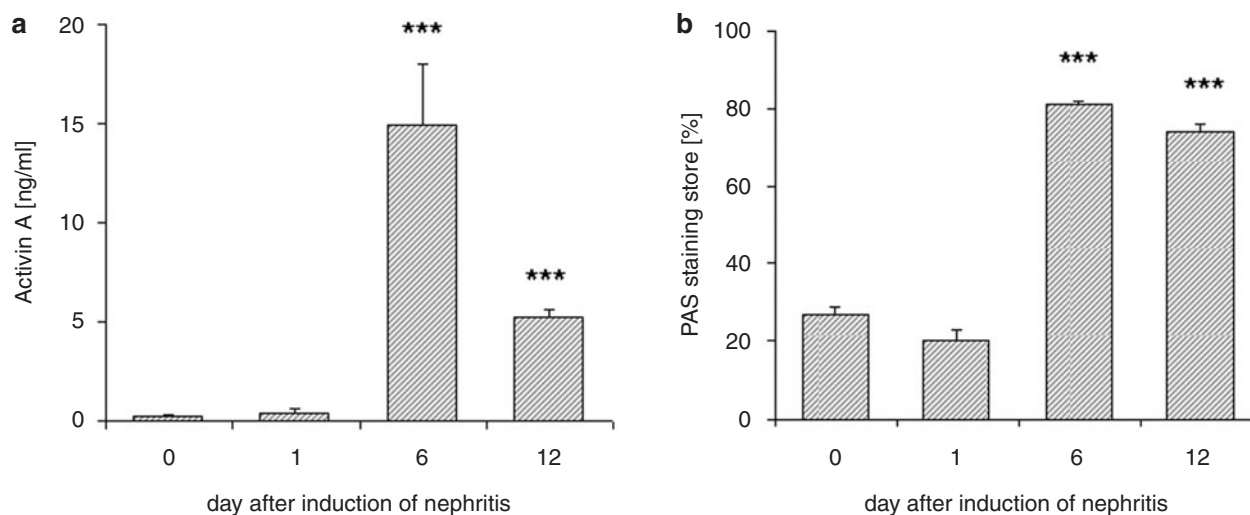 a
Activin A [ng/ml]
20
15
10
5
0
***
***
0 1 6 12
day after induction of nephritis
b
PAS staining store [%]
100
80
60
40
20
0
***
***
0 1 6 12
day after induction of nephritis